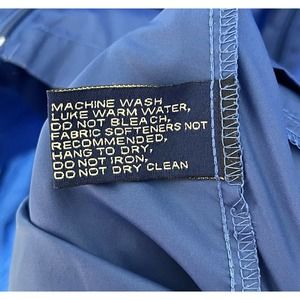 MACHINE WASH
LUKE WARM WATER,
DO NOT BLEACH,
FABRIC SOFTENERS NOT
RECOMMENDED,
HANG TO DRY,
DO NOT IRON,
DO NOT DRY CLEAN